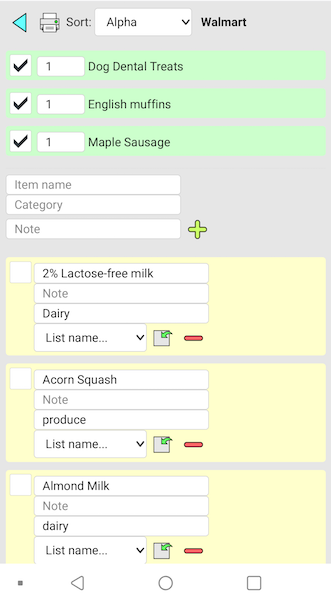 Sort: Alpha Walmart
1 Dog Dental Treats
1 English muffins
1 Maple Sausage
Item name
Category
Note
2% Lactose-free milk
Note
Dairy
List name...
Acorn Squash
Note
produce
List name...
Almond Milk
Note
dairy
List name...